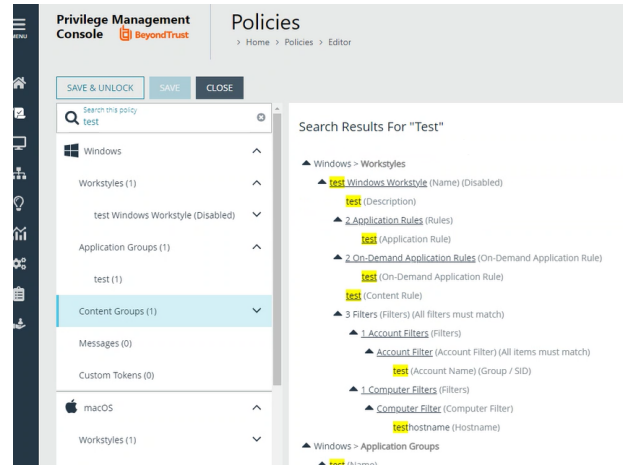 MENU
Privilege Management
Console BeyondTrust
Policies
> Home > Policies > Editor
SAVE & UNLOCK
SAVE
CLOSE
Search this policy
test
Windows
Workstyles (1)
test Windows Workstyle (Disabled)
Application Groups (1)
test (1)
Content Groups (1)
Messages (0)
Custom Tokens (0)
macOS
Workstyles (1)
Search Results For "Test"
Windows > Workstyles
test Windows Workstyle (Name) (Disabled)
test (Description)
2 Application Rules (Rules)
test (Application Rule)
2 On-Demand Application Rules (On-Demand Application Rule)
test (On-Demand Application Rule)
test (Content Rule)
3 Filters (Filters) (All filters must match)
1 Account Filters (Filters)
Account Filter (Account Filter) (All items must match)
test (Account Name) (Group / SID)
1 Computer Filters (Filters)
Computer Filter (Computer Filter)
testhostname (Hostname)
Windows > Application Groups
test (Name)